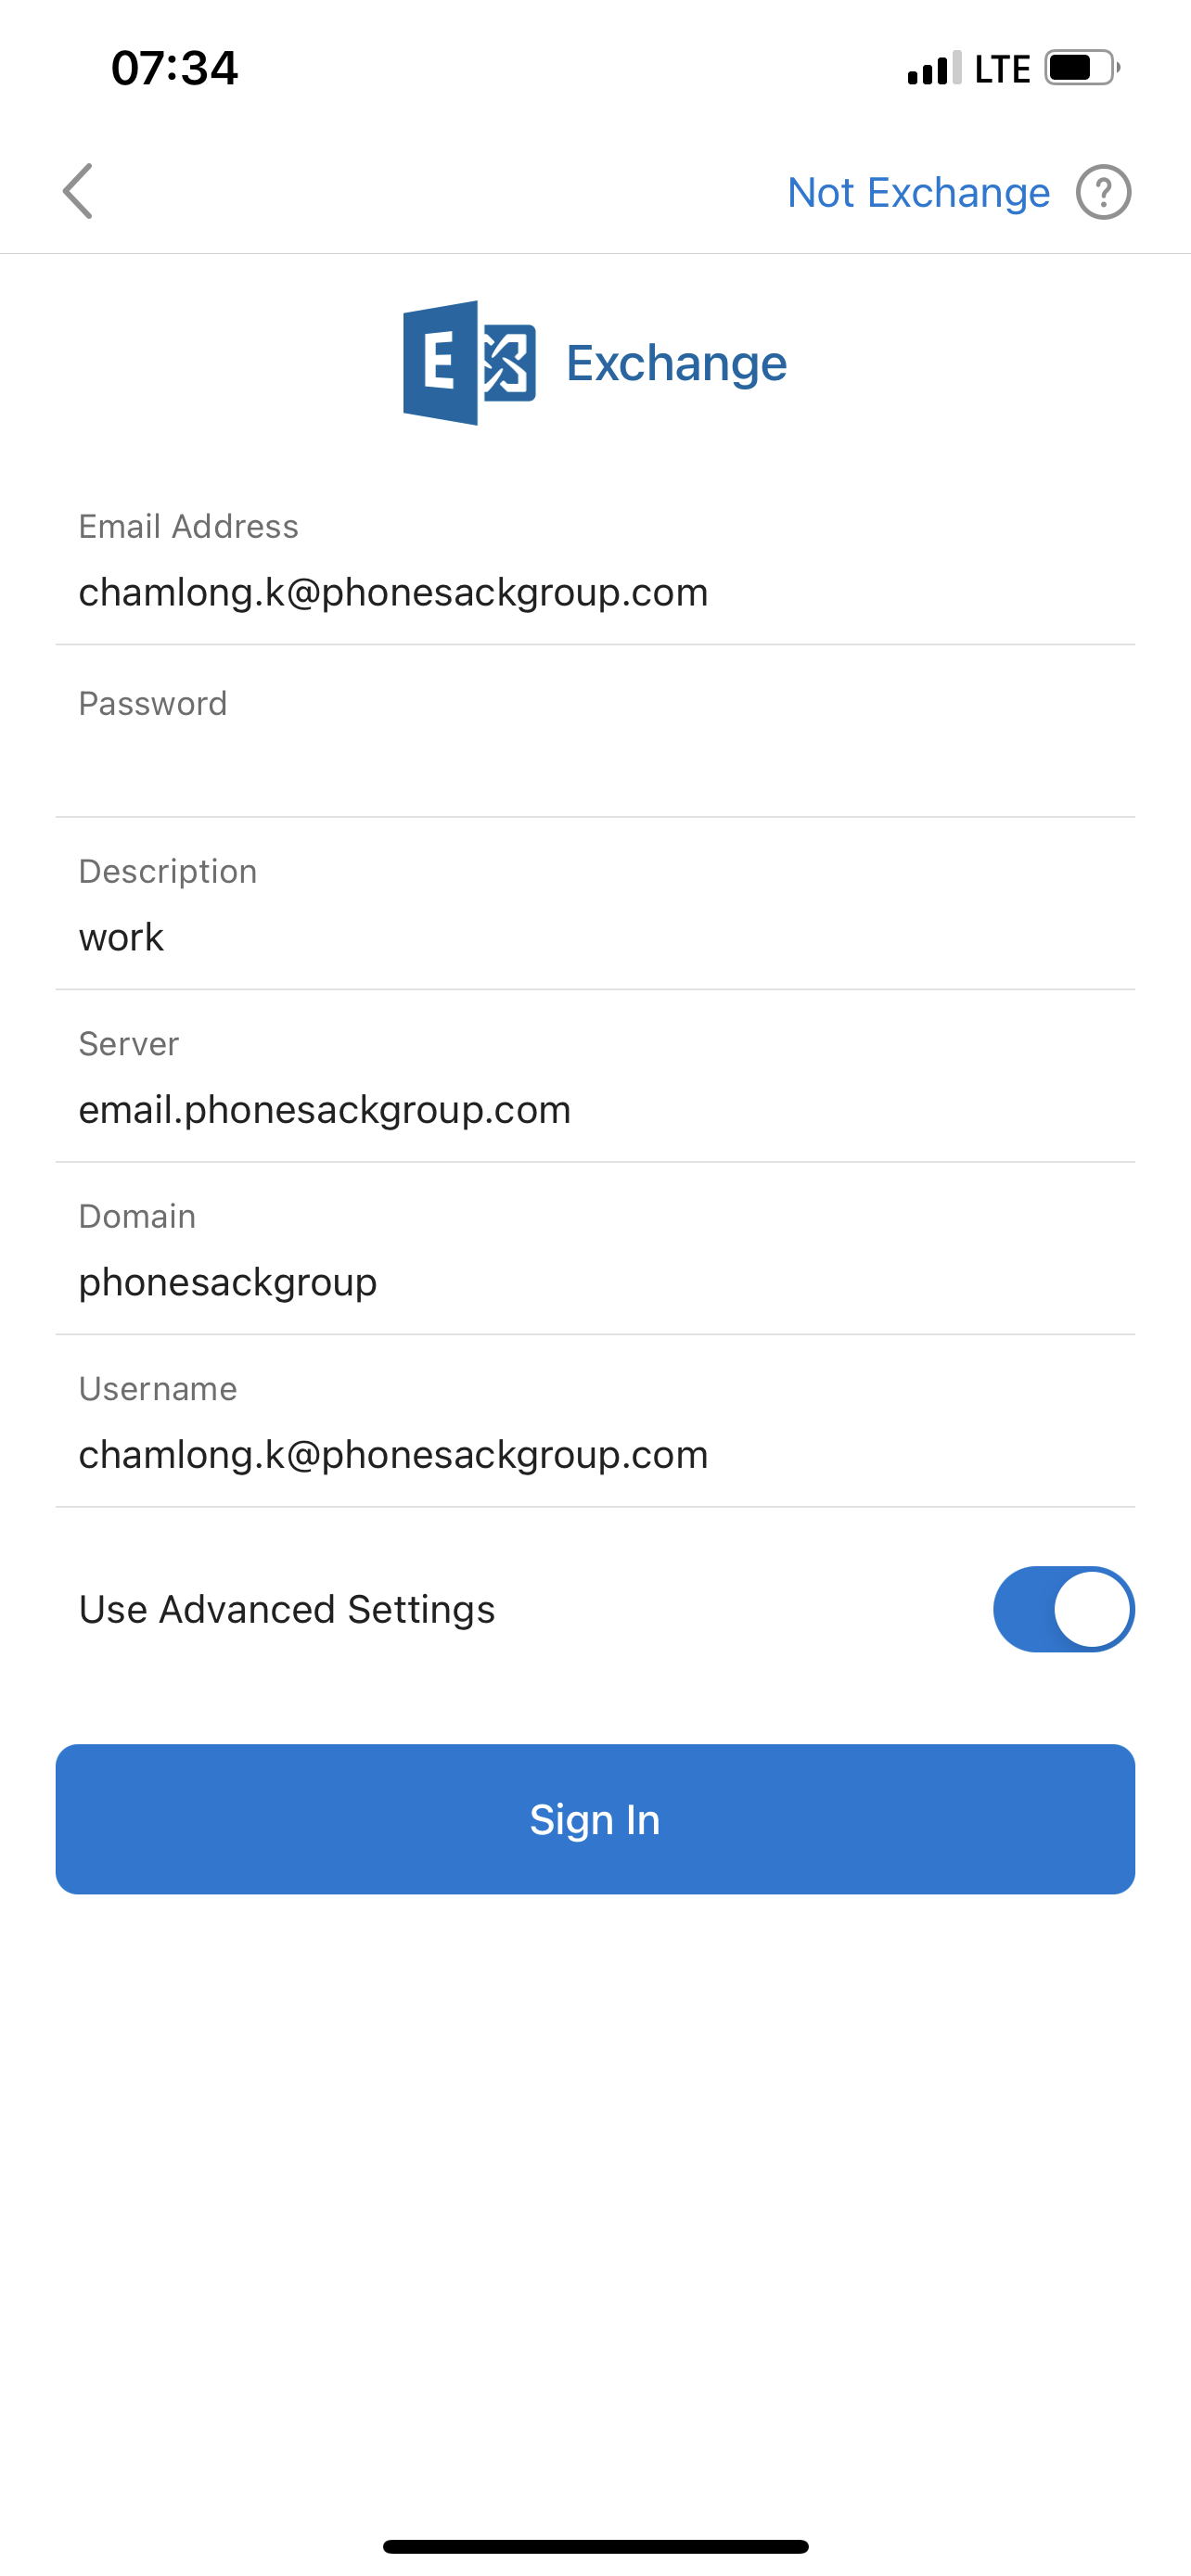 07:34 LTE
Not Exchange ?
E Exchange
Email Address
chamlong.k@phonesackgroup.com
Password
Description
work
Server
email.phonesackgroup.com
Domain
phonesackgroup
Username
chamlong.k@phonesackgroup.com
Use Advanced Settings
Sign In